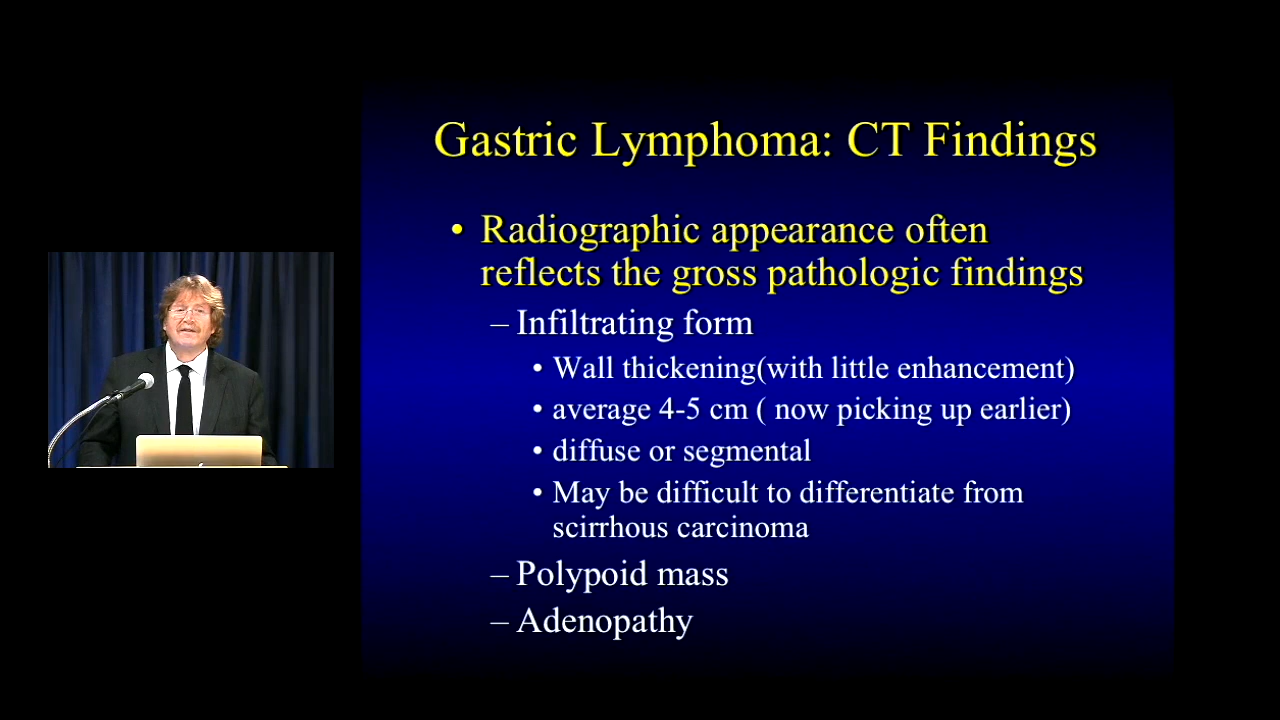 Gastric Lymphoma: CT Findings
• Radiographic appearance often
reflects the gross pathologic findings
– Infiltrating form
• Wall thickening(with little enhancement)
• average 4-5 cm ( now picking up earlier)
• diffuse or segmental
• May be difficult to differentiate from
scirrhous carcinoma
– Polypoid mass
– Adenopathy